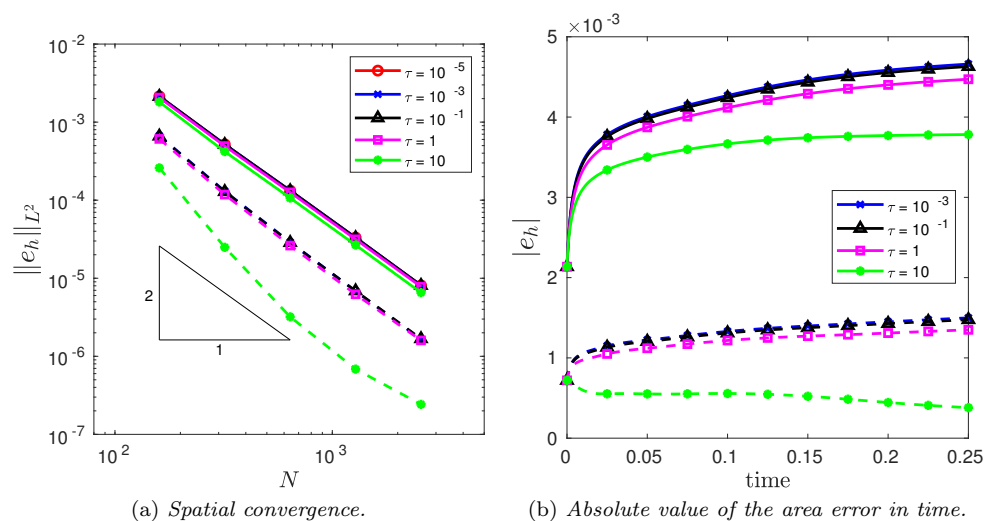 10^-2
10^-3
10^-4
10^-5
10^-6
10^-7
||e_h||_{L^2}
τ = 10^-5
τ = 10^-3
τ = 10^-1
τ = 1
τ = 10
2
1
10^2
10^3
N
(a) Spatial convergence.
×10^-3
5
4
3
2
1
0
|e_h|
τ = 10^-3
τ = 10^-1
τ = 1
τ = 10
0 0.05 0.1 0.15 0.2 0.25
time
(b) Absolute value of the area error in time.